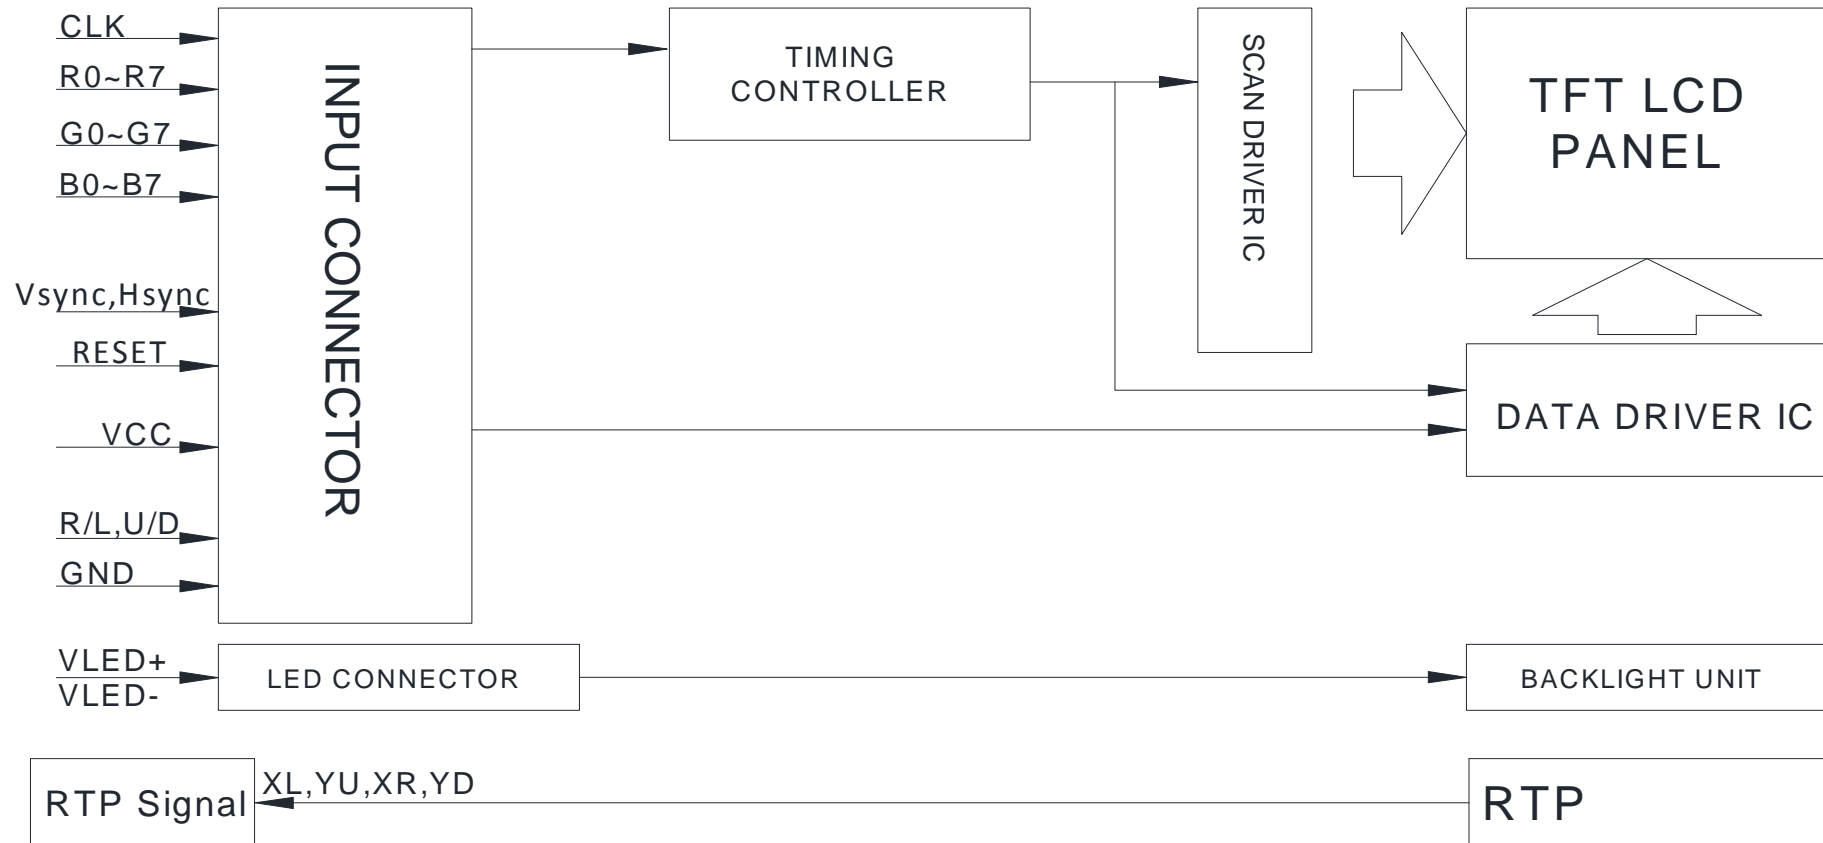 CLK
R0~R7
G0~G7
B0~B7
Vsync,Hsync
RESET
VCC
R/L,U/D
GND
INPUT CONNECTOR
TIMING
CONTROLLER
SCAN DRIVER IC
TFT LCD
PANEL
DATA DRIVER IC
VLED+
VLED-
LED CONNECTOR
BACKLIGHT UNIT
RTP Signal
XL,YU,XR,YD
RTP